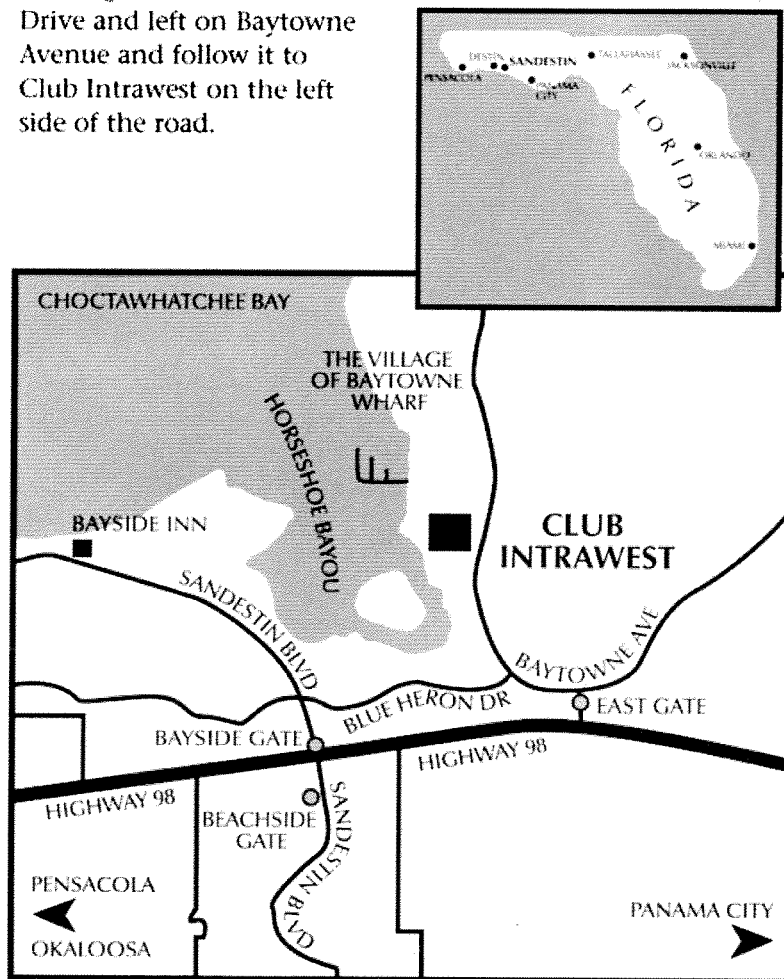 Drive and left on Baytowne
Avenue and follow it to
Club Intrawest on the left
side of the road.
DESTIN
SANDESTIN
TALLAHASSEE
JACKSONVILLE
PENSACOLA
PANAMA
CITY
FLORIDA
ORLANDO
MIAMI
CHOCTAWHATCHEE BAY
THE VILLAGE
OF BAYTOWNE
WHARF
HORSESHOE BAYOU
BAYSIDE INN
CLUB
INTRAWEST
SANDESTIN BLVD
BAYTOWNE AVE
BLUE HERON DR
EAST GATE
BAYSIDE GATE
HIGHWAY 98
HIGHWAY 98
BEACHSIDE
GATE
SANDESTIN BLVD
PENSACOLA
OKALOOSA
PANAMA CITY